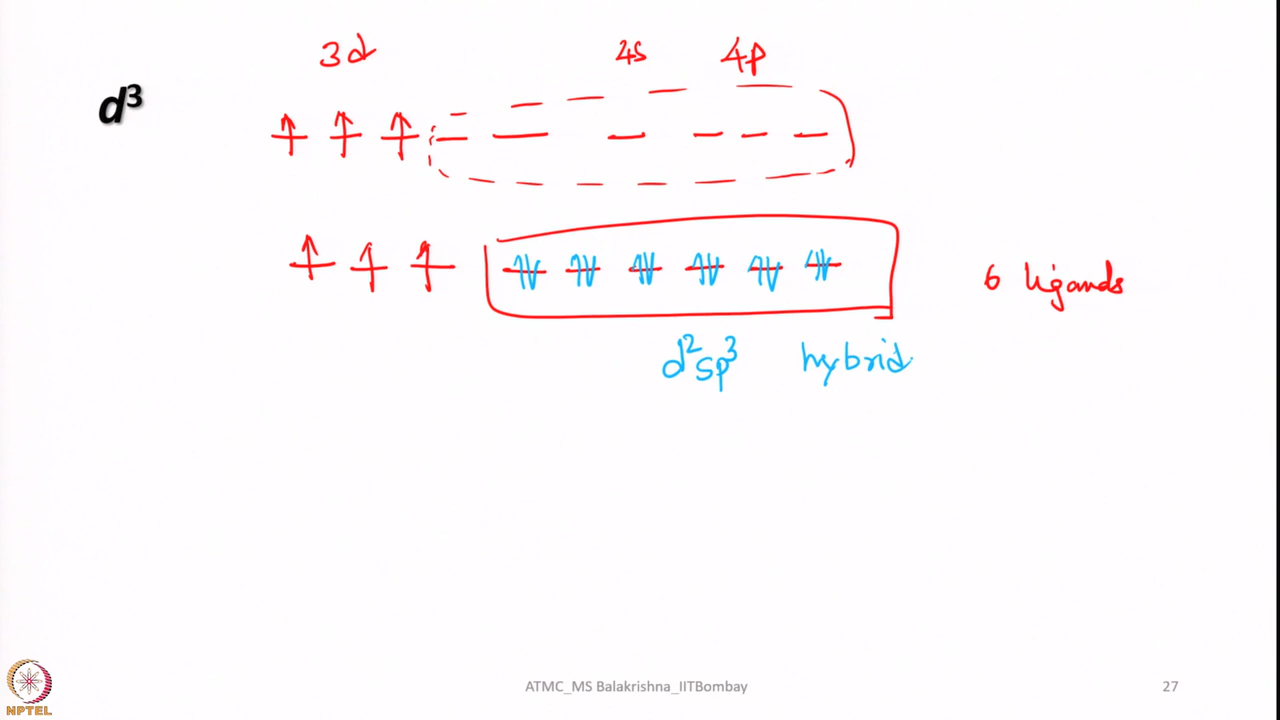 3d 4s 4p
d³
6 ligands
d²sp³ hybrid
NPTEL
ATMC_MS Balakrishna_IITBombay
27